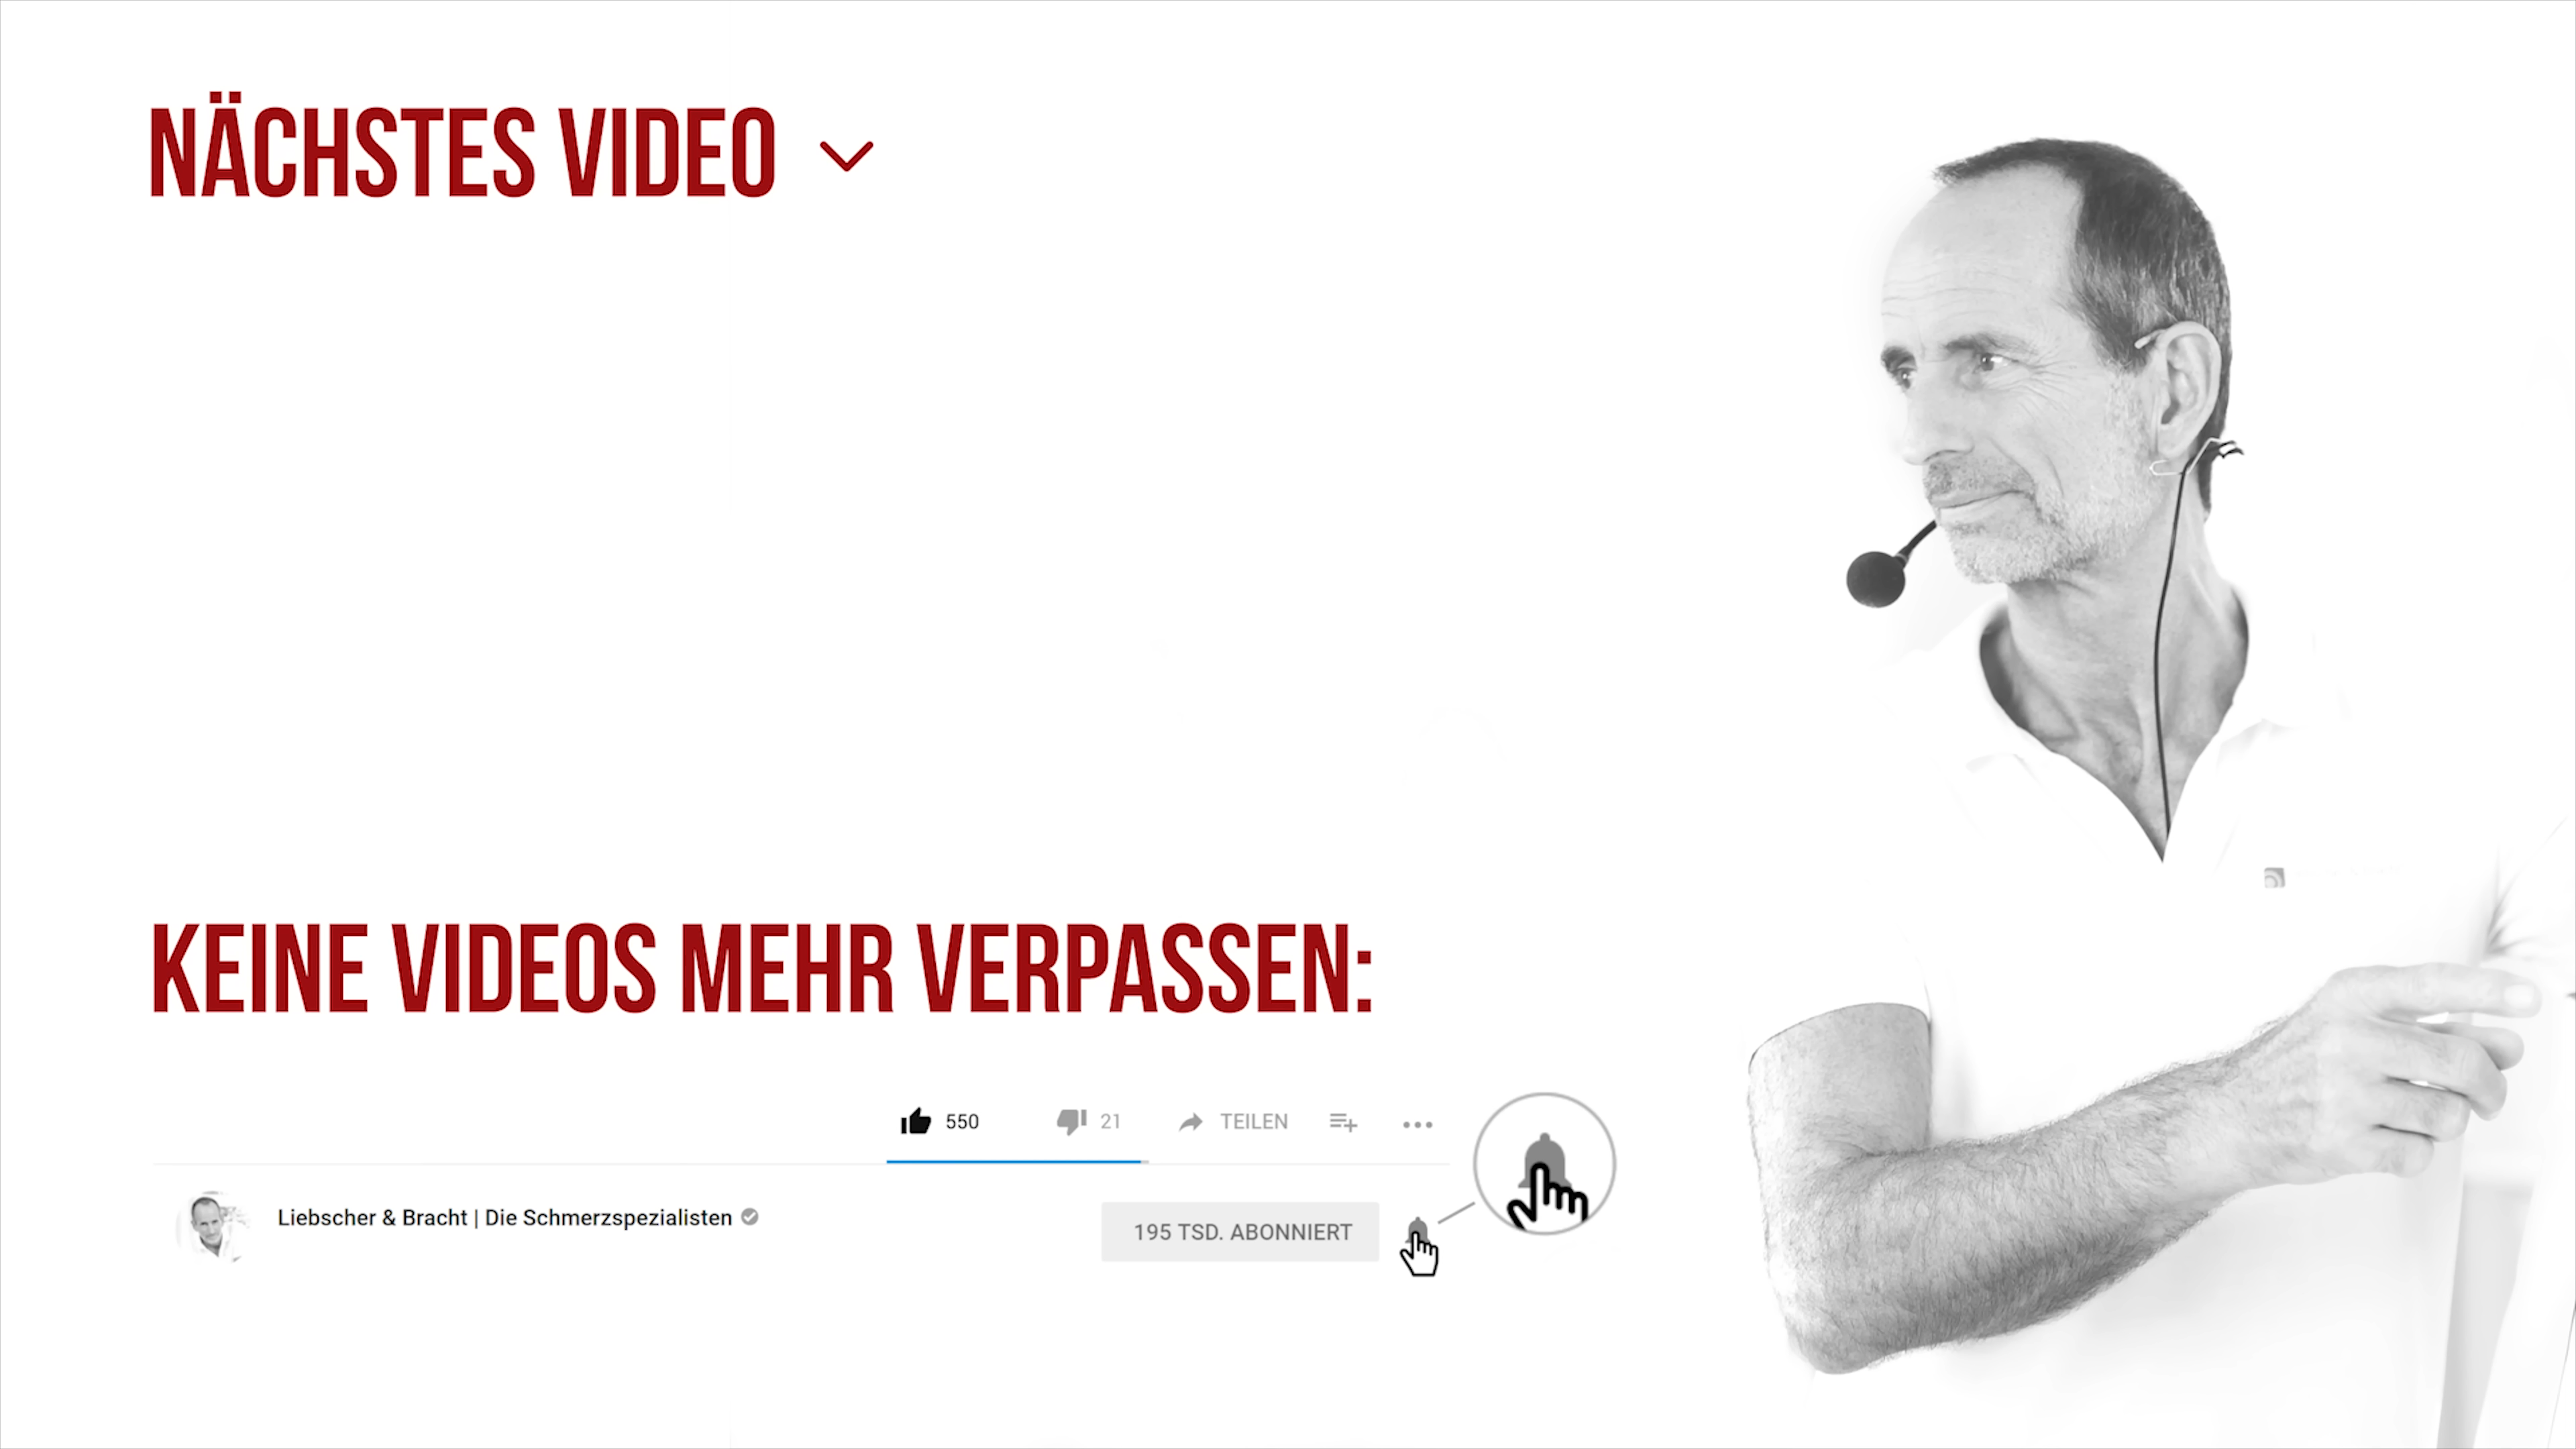 NÄCHSTES VIDEO
KEINE VIDEOS MEHR VERPASSEN:
550 21 TEILEN
Liebscher & Bracht | Die Schmerzspezialisten
195 TSD. ABONNIERT